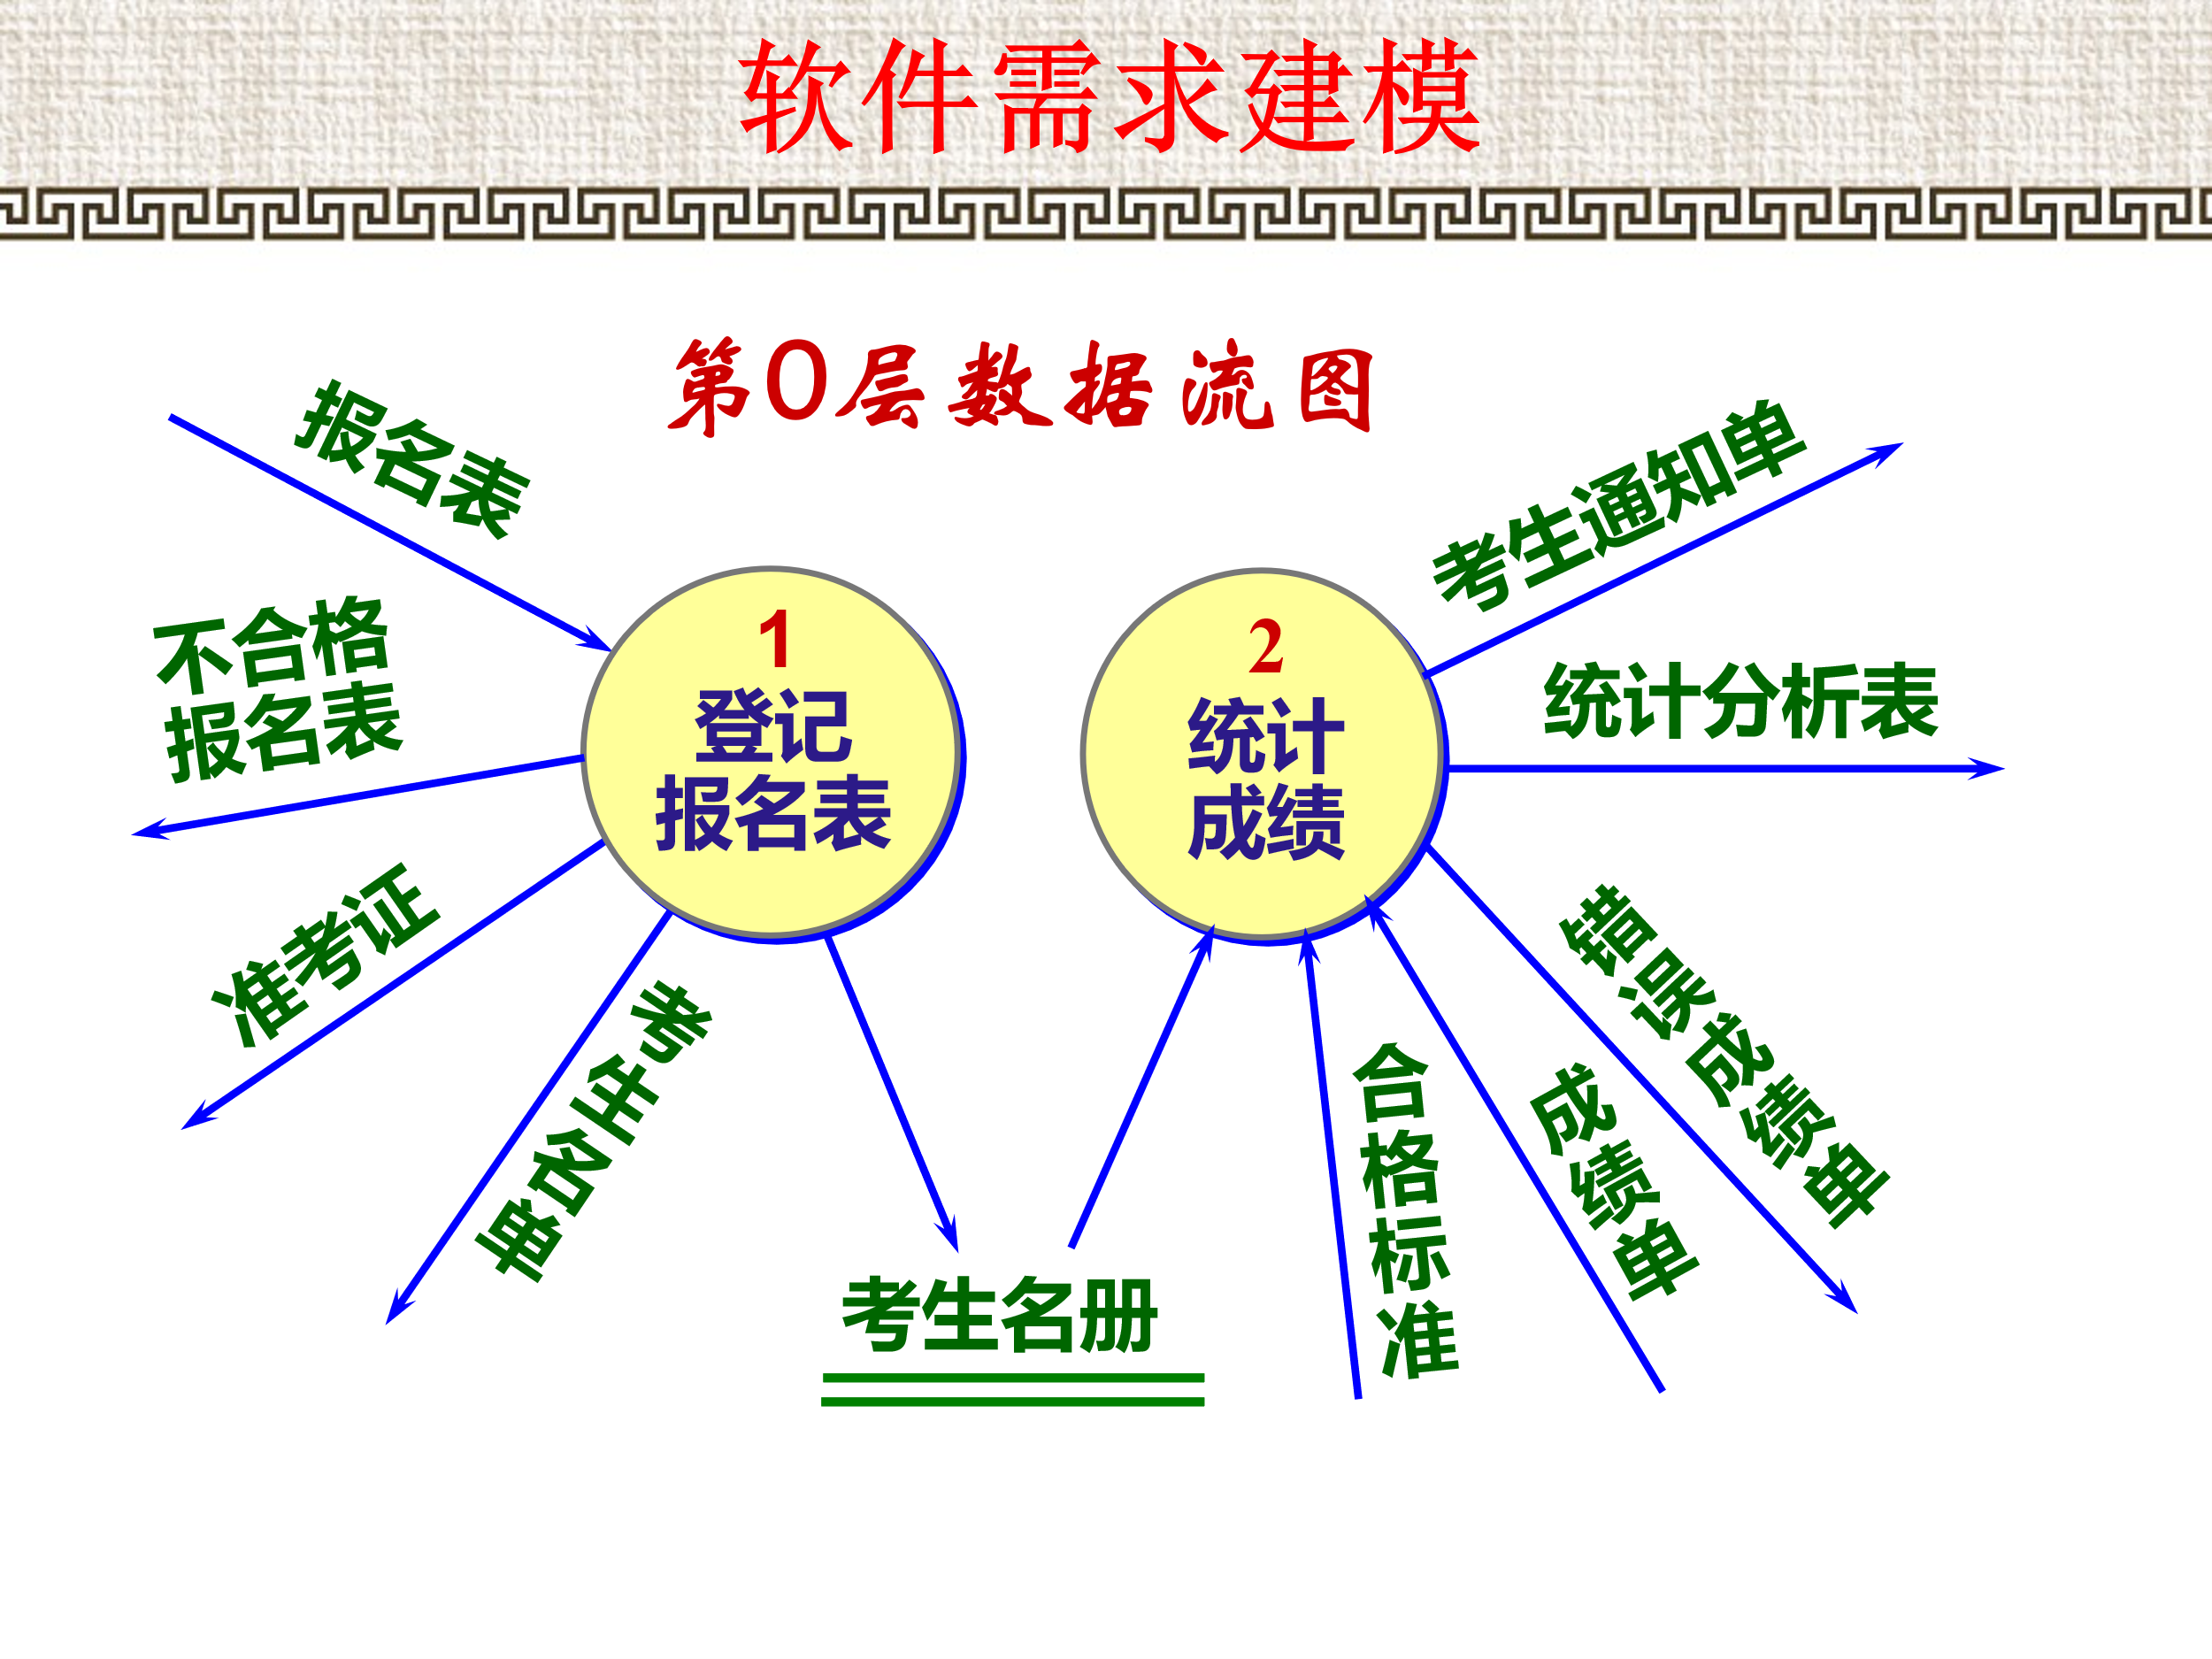 软件需求建模
第0层数据流图
报名表
考生通知单
不合格
报名表
1
登记
报名表
2
统计
成绩
统计分析表
准考证
考生名单
错误成绩单
成绩单
合格标准
考生名册